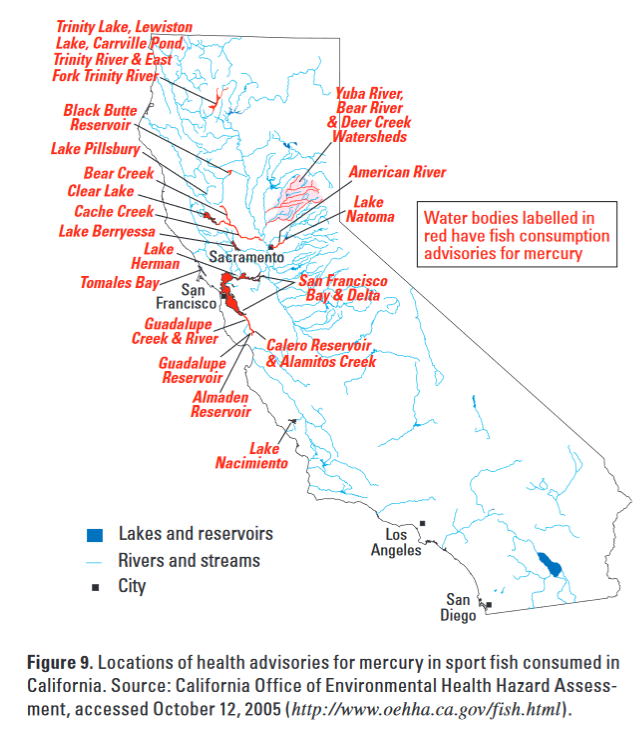 Trinity Lake, Lewiston
Lake, Carrville Pond,
Trinity River & East
Fork Trinity River
Black Butte
Reservoir
Lake Pillsbury
Bear Creek
Clear Lake
Cache Creek
Lake Berryessa
Lake
Herman
Tomales Bay
San
Francisco
Sacramento
Guadalupe
Creek & River
Guadalupe
Reservoir
Almaden
Reservoir
Lake
Nacimiento
Yuba River,
Bear River
& Deer Creek
Watersheds
American River
Lake
Natoma
San Francisco
Bay & Delta
Calero Reservoir
& Alamitos Creek
Water bodies labelled in
red have fish consumption
advisories for mercury
Los
Angeles
San
Diego
Lakes and reservoirs
Rivers and streams
City
Figure 9. Locations of health advisories for mercury in sport fish consumed in
California. Source: California Office of Environmental Health Hazard Assess-
ment, accessed October 12, 2005 (http://www.oehha.ca.gov/fish.html).